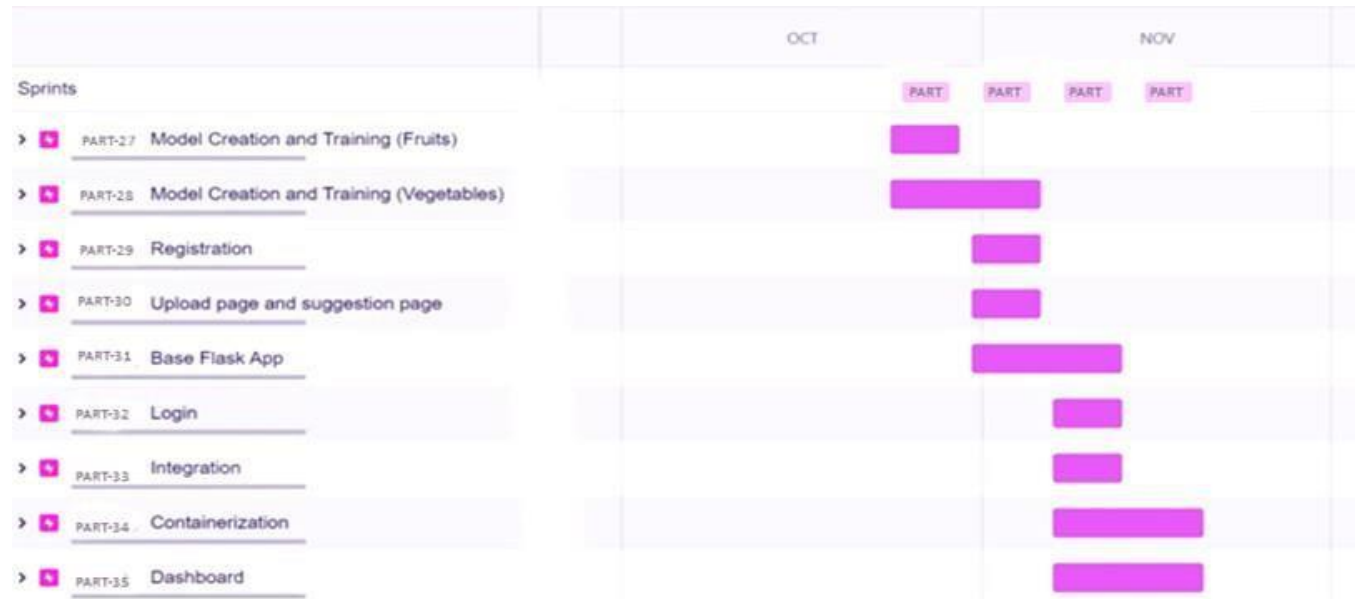 OCT NOV
Sprints PART PART PART PART
PART-27 Model Creation and Training (Fruits)
PART-28 Model Creation and Training (Vegetables)
PART-29 Registration
PART-30 Upload page and suggestion page
PART-31 Base Flask App
PART-32 Login
PART-33 Integration
PART-34 Containerization
PART-35 Dashboard